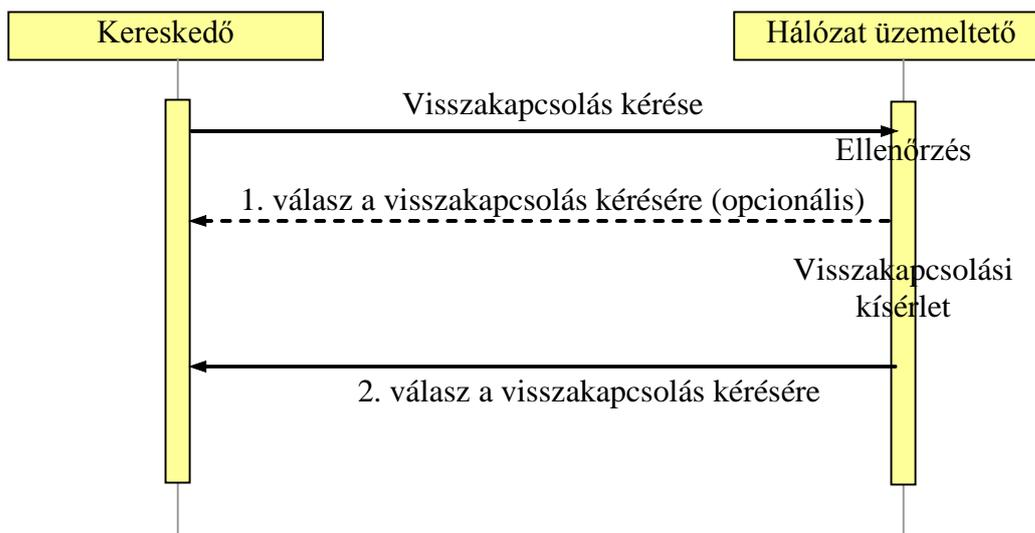 Kereskedő
Hálózat üzemeltető
Visszakapcsolás kérése
Ellenőrzés
1. válasz a visszakapcsolás kérésére (opcionális)
Visszakapcsolási
kísérlet
2. válasz a visszakapcsolás kérésére